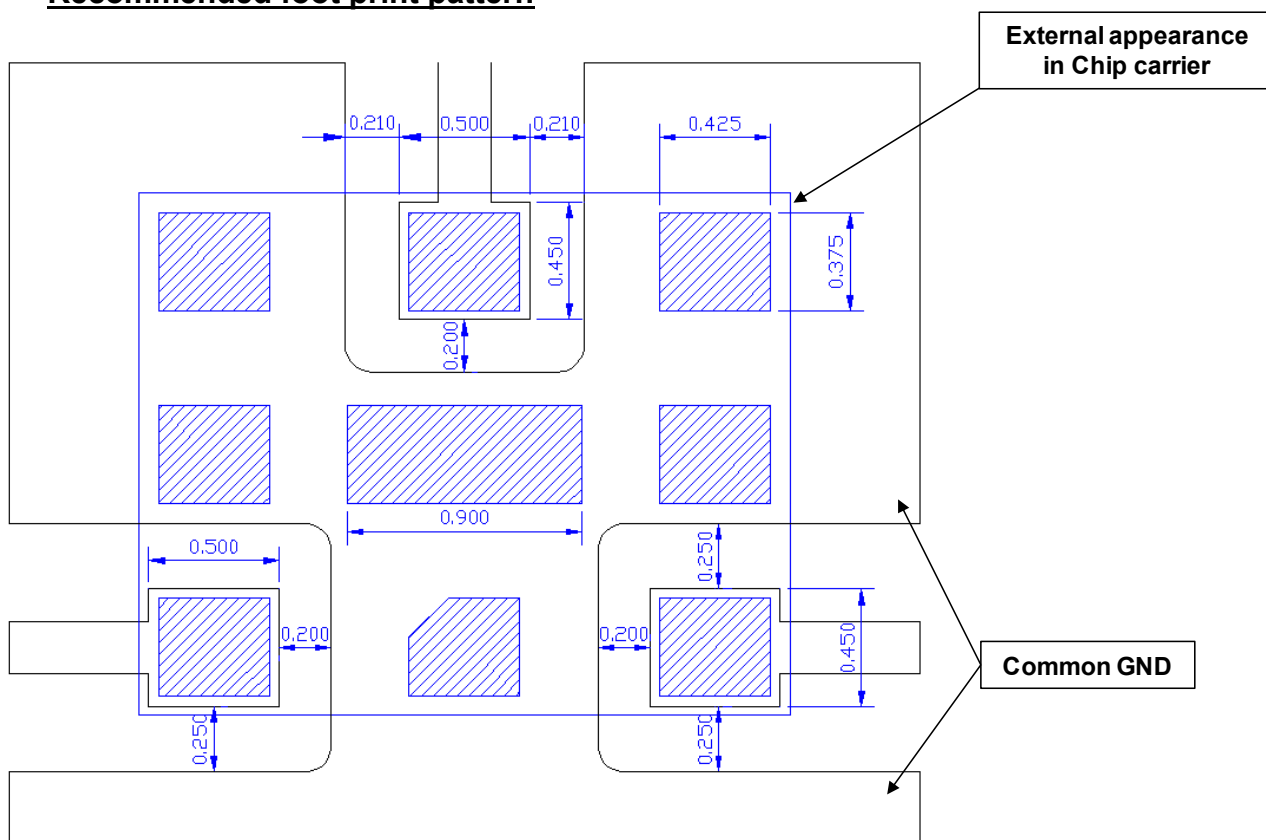 Recommended foot print pattern
External appearance
in Chip carrier
0.210 0.500 0.210 0.425
0.450
0.375
0.200
0.900
0.500
0.250
0.200
0.200
0.450
0.250
0.250
Common GND